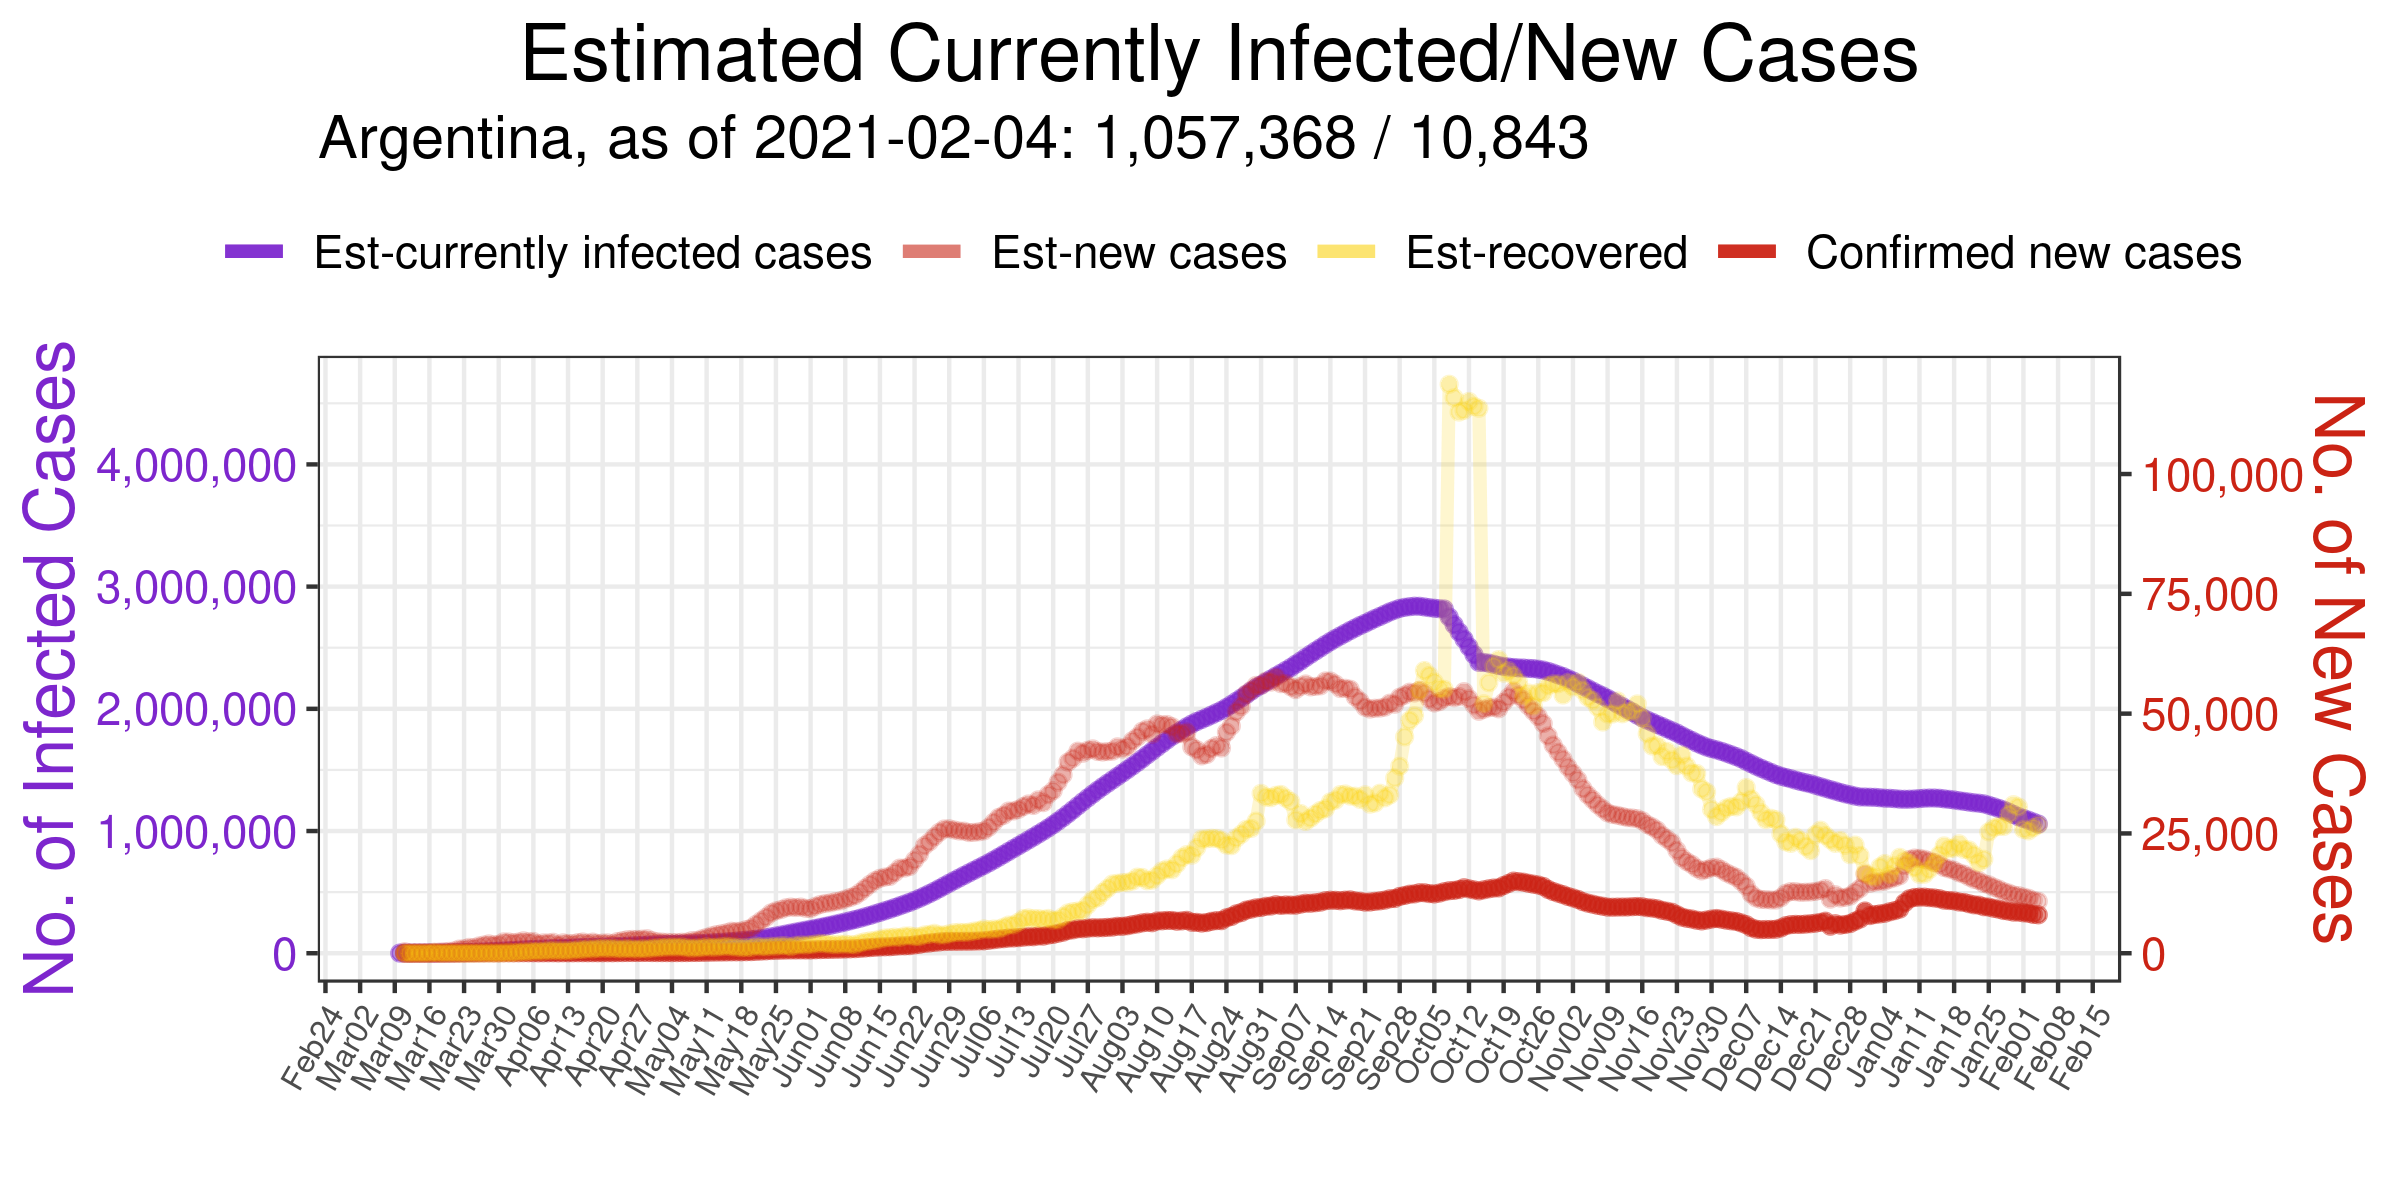 Estimated Currently Infected/New Cases
Argentina, as of 2021-02-04: 1,057,368 / 10,843
Est-currently infected cases Est-new cases Est-recovered Confirmed new cases
No. of Infected Cases
4,000,000
3,000,000
2,000,000
1,000,000
0
No. of New Cases
100,000
75,000
50,000
25,000
0
Feb24 Mar02 Mar09 Mar16 Mar23 Mar30 Apr06 Apr13 Apr20 Apr27 May04 May11 May18 May25 Jun01 Jun08 Jun15 Jun22 Jun29 Jul06 Jul13 Jul20 Jul27 Aug03 Aug10 Aug17 Aug24 Aug31 Sep07 Sep14 Sep21 Sep28 Oct05 Oct12 Oct19 Oct26 Nov02 Nov09 Nov16 Nov23 Nov30 Dec07 Dec14 Dec21 Dec28 Jan04 Jan11 Jan18 Jan25 Feb01 Feb08 Feb15